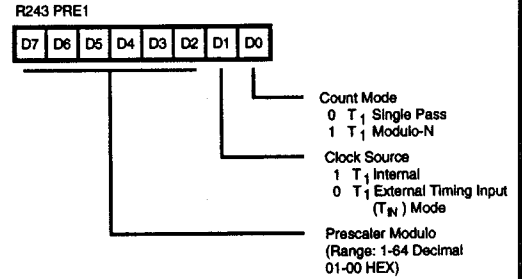 R243 PRE1
D7 D6 D5 D4 D3 D2 D1 D0
Count Mode
0 T1 Single Pass
1 T1 Modulo-N
Clock Source
1 T1 Internal
0 T1 External Timing Input
(TIN) Mode
Prescaler Modulo
(Range: 1-64 Decimal
01-00 HEX)